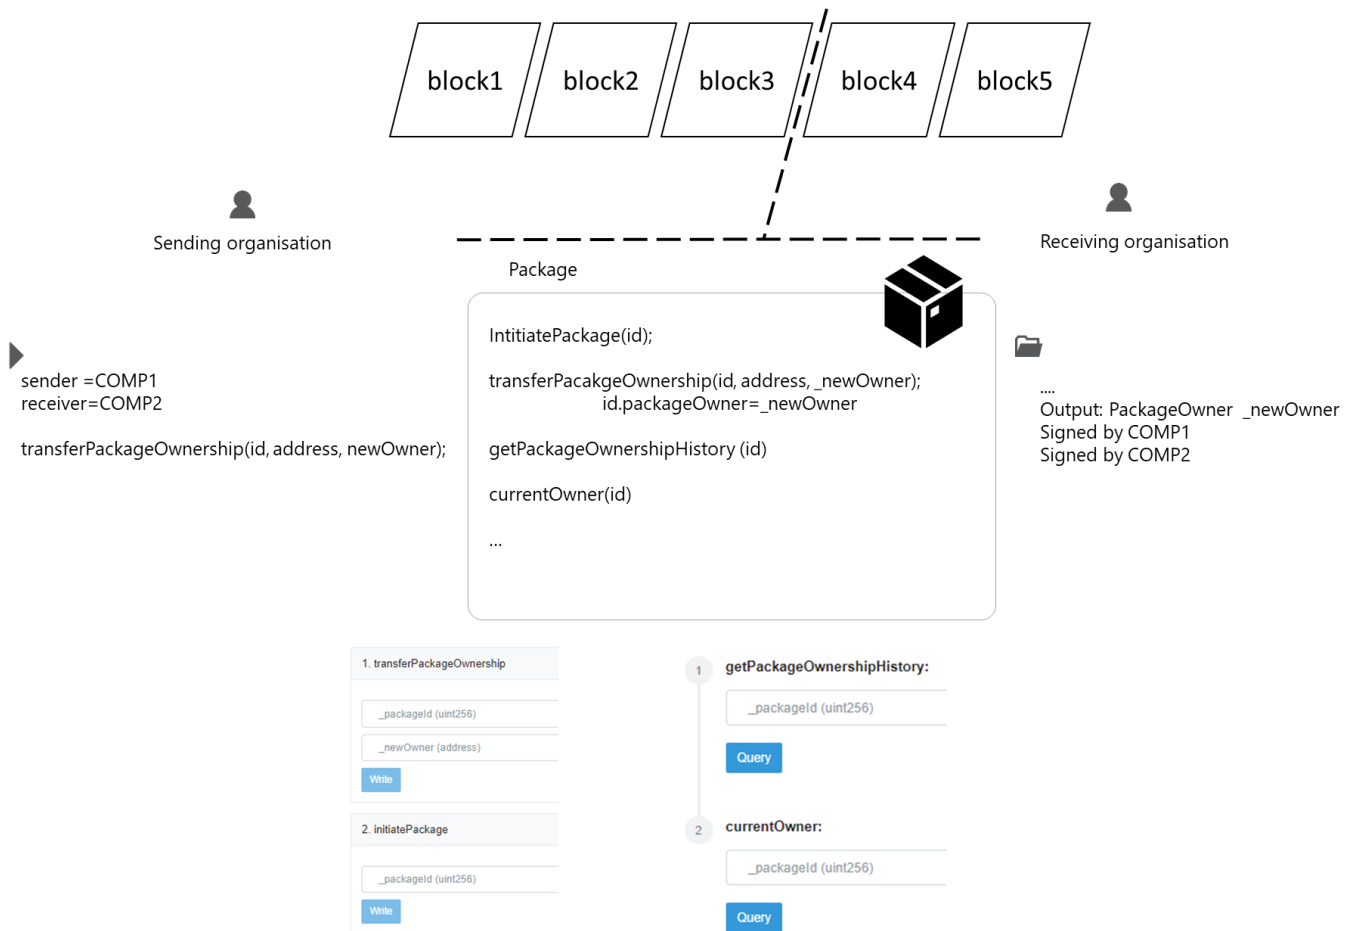 block1
block2
block3
block4
block5
Sending organisation
Receiving organisation
Package
sender =COMP1
receiver=COMP2
transferPackageOwnership(id, address, newOwner);
IntitiatePackage(id);
transferPacakgeOwnership(id, address, _newOwner);
id.packageOwner=_newOwner
getPackageOwnershipHistory (id)
currentOwner(id)
...
....
Output: PackageOwner _newOwner
Signed by COMP1
Signed by COMP2
1. transferPackageOwnership
_packageId (uint256)
_newOwner (address)
Write
2. initiatePackage
_packageId (uint256)
Write
1
getPackageOwnershipHistory:
_packageId (uint256)
Query
2
currentOwner:
_packageId (uint256)
Query